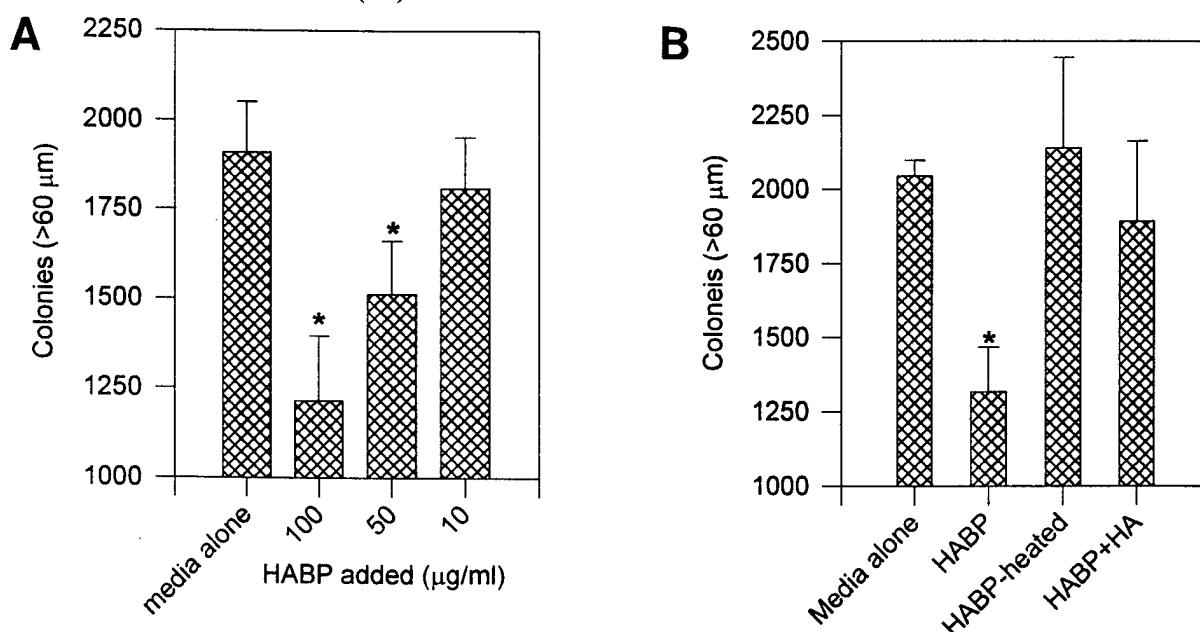 A
2250
2000
1750
1500
1250
1000
Colonies (>60 μm)
*
*
media alone
100
50
10
HABP added (μg/ml)
B
2500
2250
2000
1750
1500
1250
1000
Coloneis (>60 μm)
*
Media alone
HABP
HABP-heated
HABP+HA